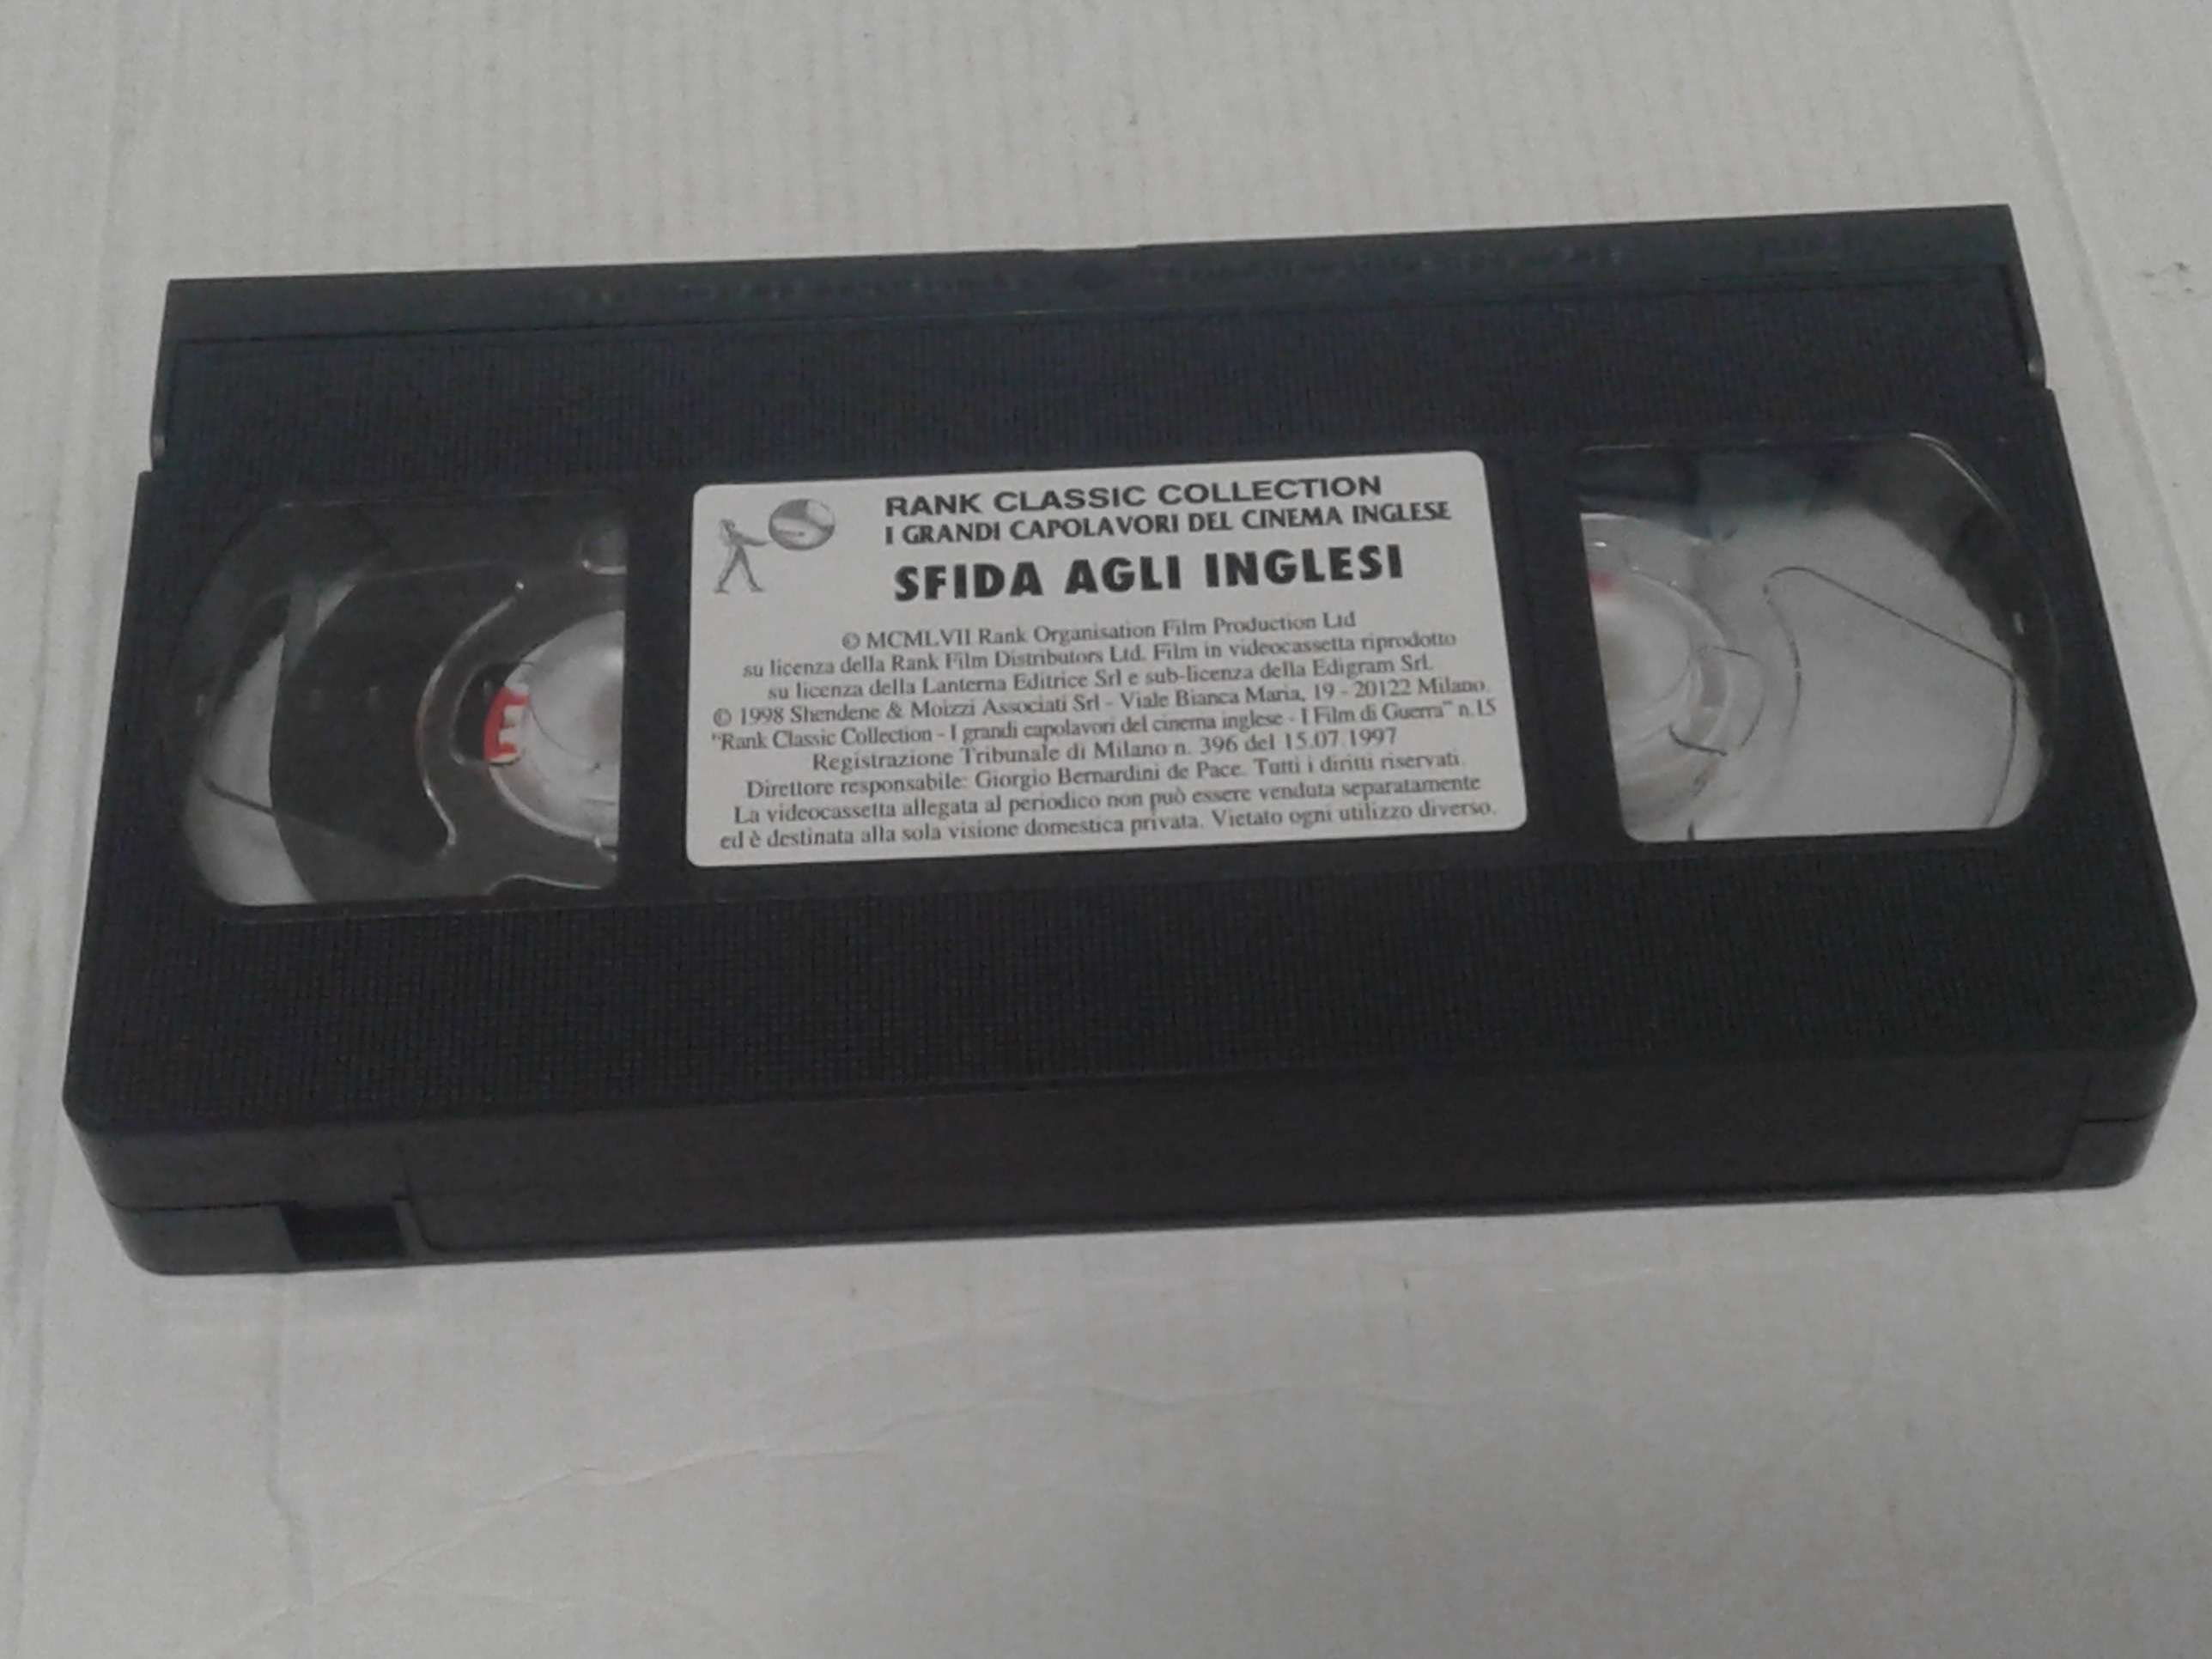 RANK CLASSIC COLLECTION
I GRANDI CAPOLAVORI DEL CINEMA INGLESE
SFIDA AGLI INGLESI
© MCMLVII Rank Organisation Film Production Ltd
su licenza della Rank Film Distributors Ltd. Film in videocassetta riprodotto
su licenza della Lanterna Editrice Srl e sub-licenza della Edigram Srl.
© 1998 Shendene & Moizzi Associati Srl - Viale Bianca Maria, 19 - 20122 Milano.
"Rank Classic Collection - I grandi capolavori del cinema inglese - I Film di Guerra" n.15
Registrazione Tribunale di Milano n. 396 del 15.07.1997
Direttore responsabile: Giorgio Bernardini de Pace. Tutti i diritti riservati.
La videocassetta allegata al periodico non può essere venduta separatamente
ed è destinata alla sola visione domestica privata. Vietato ogni utilizzo diverso.